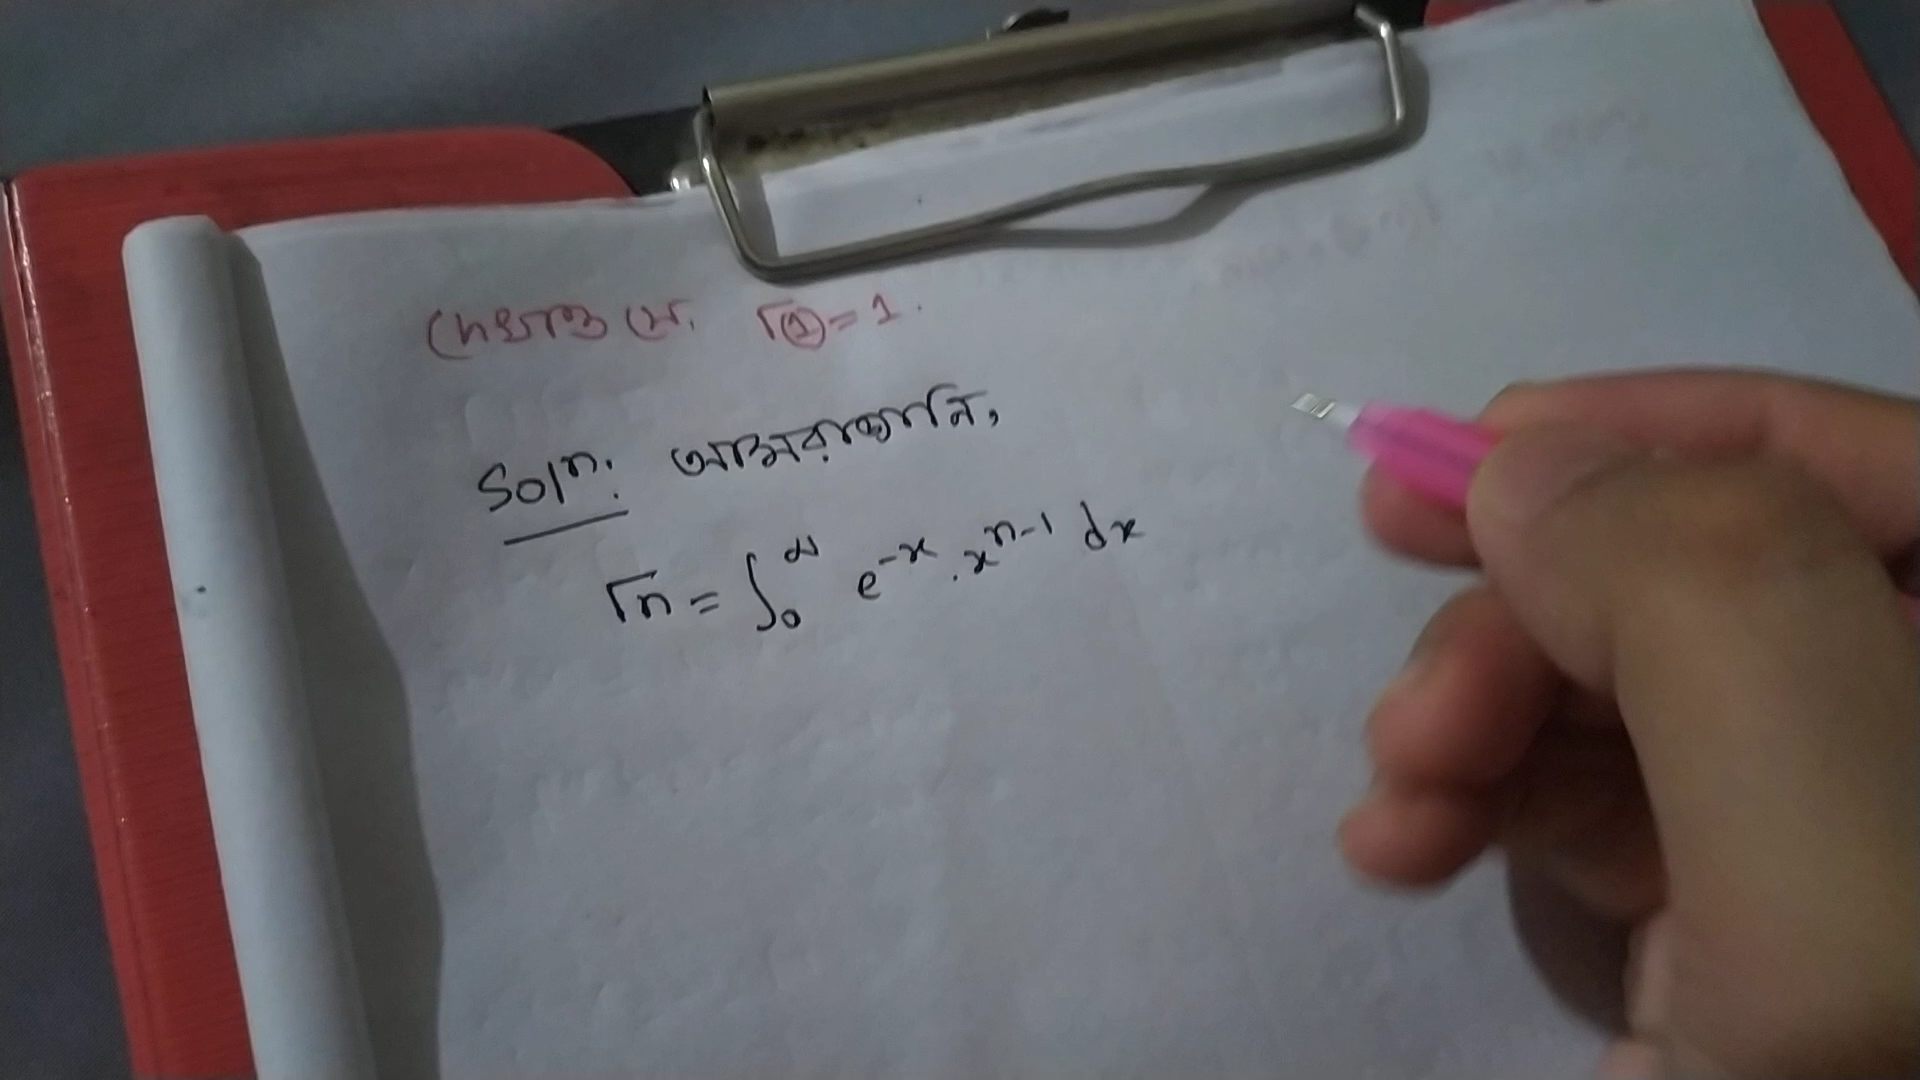 দেখাও যে, Γ(1) = 1.
Solⁿ: আমরা জানি,
Γn = ∫₀^∞ e^{-x} . x^{n-1} dx